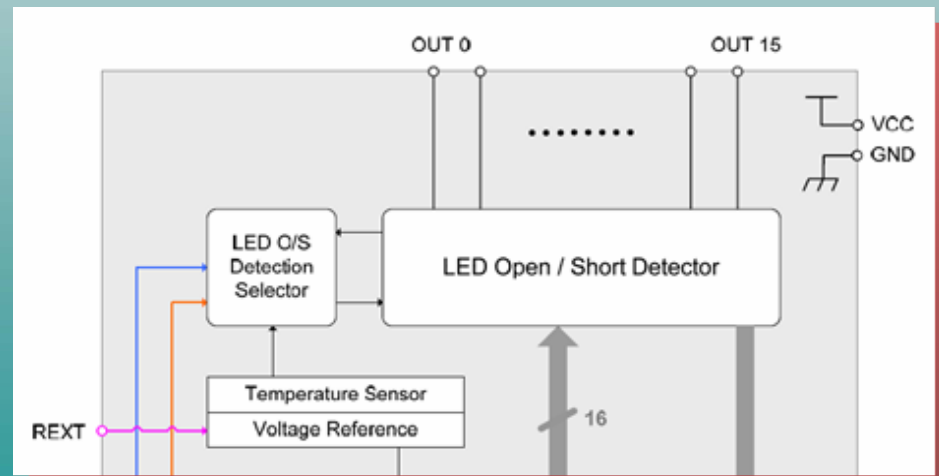 OUT 0
OUT 15
VCC
GND
LED O/S
Detection
Selector
LED Open / Short Detector
Temperature Sensor
Voltage Reference
REXT
16